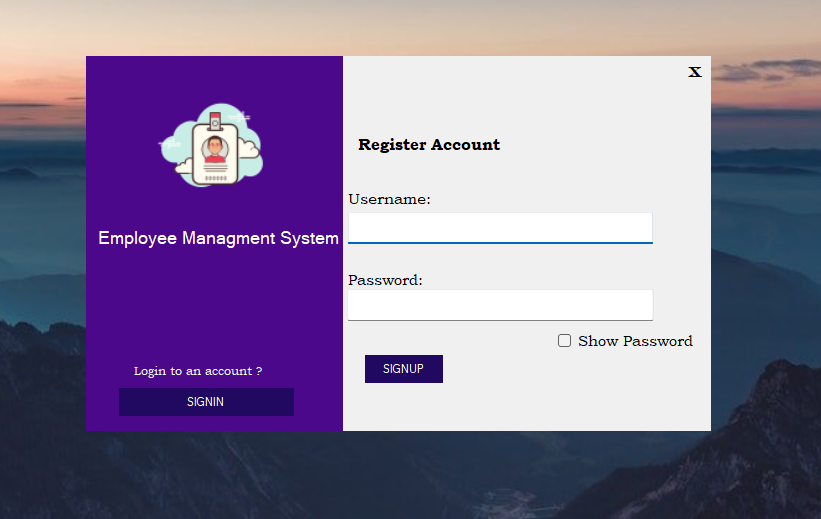 X
Register Account
Username:
Employee Managment System
Password:
Show Password
Login to an account ?
SIGNUP
SIGNIN